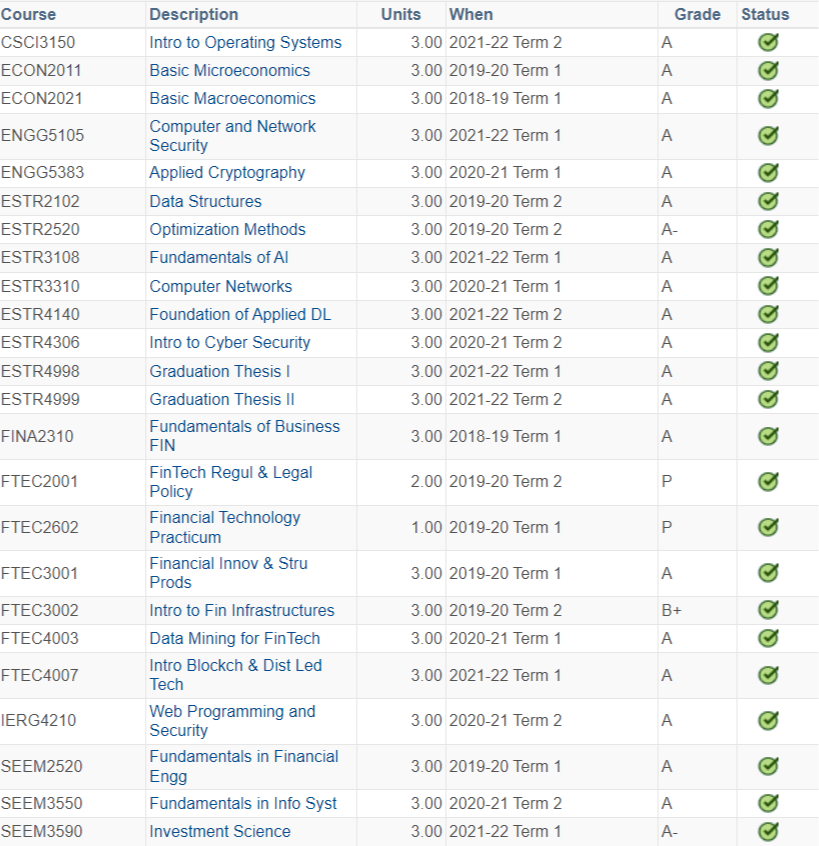 Course Description Units When Grade Status
CSCI3150 Intro to Operating Systems 3.00 2021-22 Term 2 A
ECON2011 Basic Microeconomics 3.00 2019-20 Term 1 A
ECON2021 Basic Macroeconomics 3.00 2018-19 Term 1 A
ENGG5105 Computer and Network Security 3.00 2021-22 Term 1 A
ENGG5383 Applied Cryptography 3.00 2020-21 Term 1 A
ESTR2102 Data Structures 3.00 2019-20 Term 2 A
ESTR2520 Optimization Methods 3.00 2019-20 Term 2 A-
ESTR3108 Fundamentals of AI 3.00 2021-22 Term 1 A
ESTR3310 Computer Networks 3.00 2020-21 Term 1 A
ESTR4140 Foundation of Applied DL 3.00 2021-22 Term 2 A
ESTR4306 Intro to Cyber Security 3.00 2020-21 Term 2 A
ESTR4998 Graduation Thesis I 3.00 2021-22 Term 1 A
ESTR4999 Graduation Thesis II 3.00 2021-22 Term 2 A
FINA2310 Fundamentals of Business FIN 3.00 2018-19 Term 1 A
FTEC2001 FinTech Regul & Legal Policy 2.00 2019-20 Term 2 P
FTEC2602 Financial Technology Practicum 1.00 2019-20 Term 1 P
FTEC3001 Financial Innov & Stru Prods 3.00 2019-20 Term 1 A
FTEC3002 Intro to Fin Infrastructures 3.00 2019-20 Term 2 B+
FTEC4003 Data Mining for FinTech 3.00 2020-21 Term 1 A
FTEC4007 Intro Blockch & Dist Led Tech 3.00 2021-22 Term 1 A
IERG4210 Web Programming and Security 3.00 2020-21 Term 2 A
SEEM2520 Fundamentals in Financial Engg 3.00 2019-20 Term 1 A
SEEM3550 Fundamentals in Info Syst 3.00 2020-21 Term 2 A
SEEM3590 Investment Science 3.00 2021-22 Term 1 A-